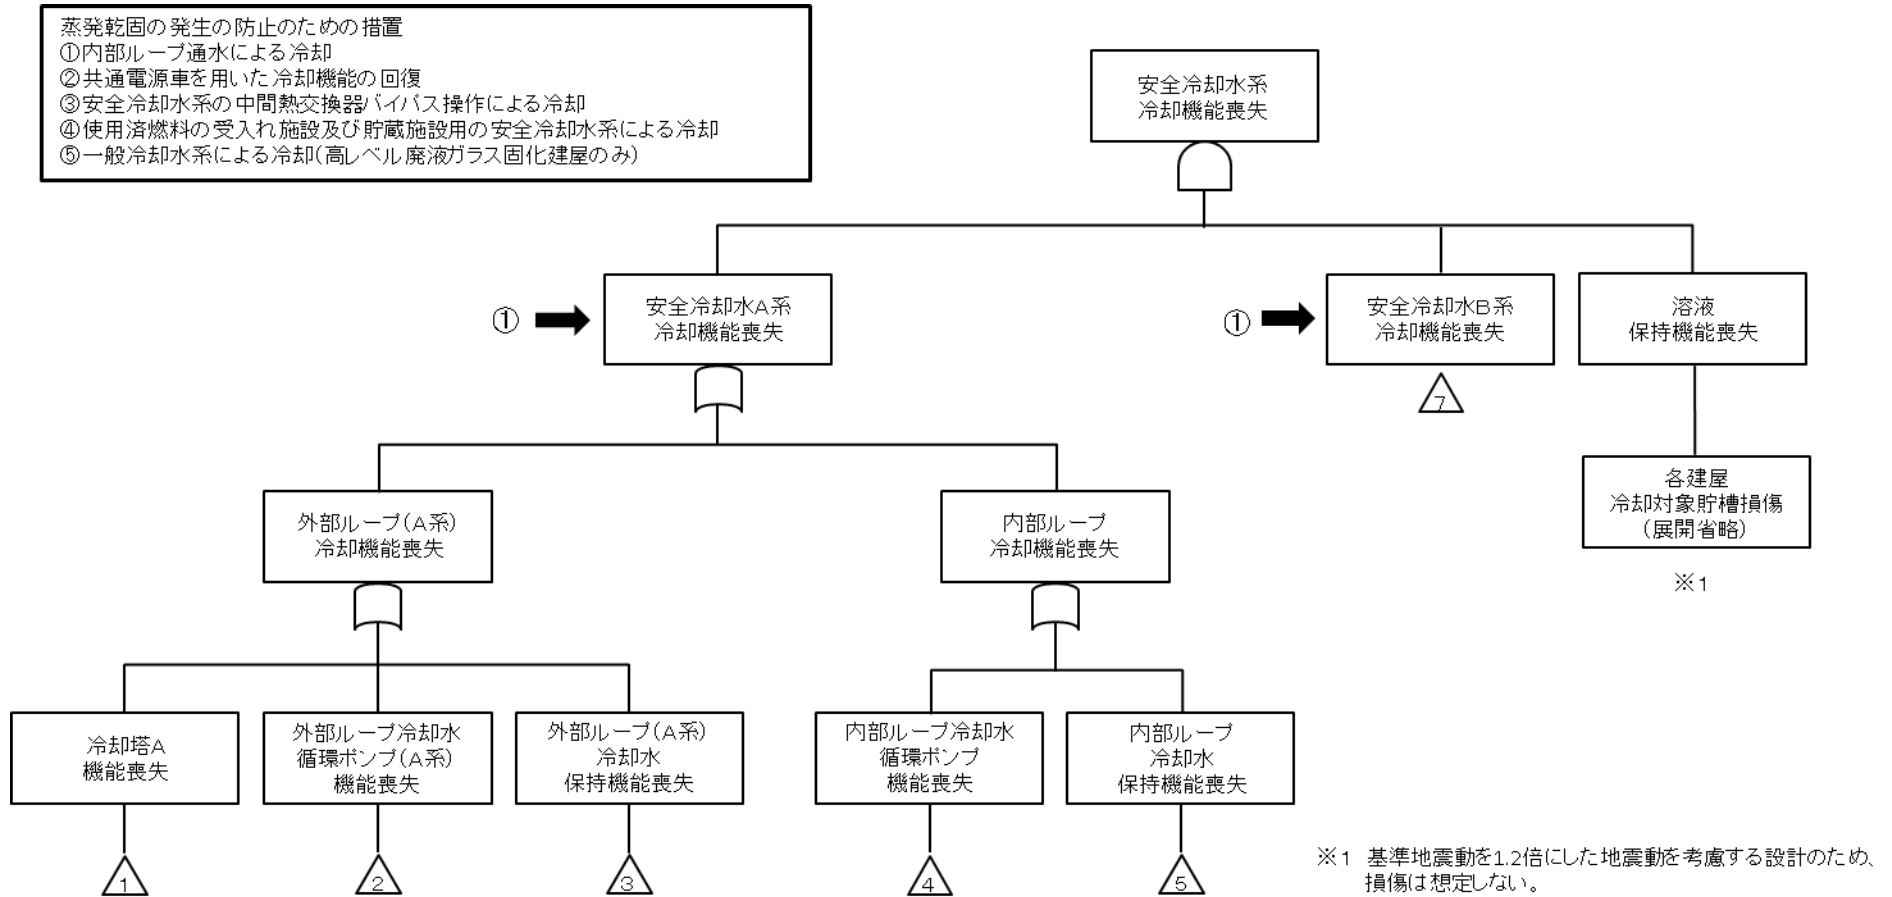 蒸発乾固の発生の防止のための措置
①内部ループ通水による冷却
②共通電源車を用いた冷却機能の回復
③安全冷却水系の中間熱交換器バイパス操作による冷却
④使用済燃料の受入れ施設及び貯蔵施設用の安全冷却水系による冷却
⑤一般冷却水系による冷却(高レベル廃液ガラス固化建屋のみ)
安全冷却水系
冷却機能喪失
①
安全冷却水A系
冷却機能喪失
①
安全冷却水B系
冷却機能喪失
7
溶液
保持機能喪失
各建屋
冷却対象貯槽損傷
(展開省略)
※1
外部ループ(A系)
冷却機能喪失
内部ループ
冷却機能喪失
冷却塔A
機能喪失
外部ループ冷却水
循環ポンプ(A系)
機能喪失
外部ループ(A系)
冷却水
保持機能喪失
内部ループ冷却水
循環ポンプ
機能喪失
内部ループ
冷却水
保持機能喪失
1
2
3
4
5
※1 基準地震動を1.2倍にした地震動を考慮する設計のため、
損傷は想定しない。